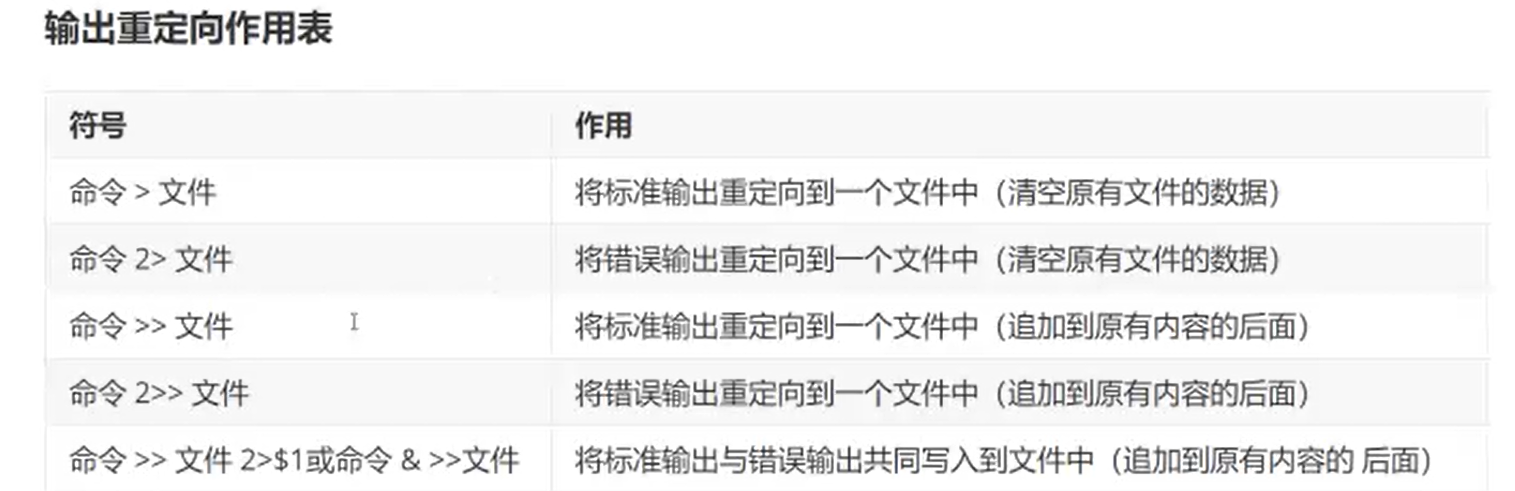 输出重定向作用表
符号 作用
命令 > 文件 将标准输出重定向到一个文件中（清空原有文件的数据）
命令 2> 文件 将错误输出重定向到一个文件中（清空原有文件的数据）
命令 >> 文件 将标准输出重定向到一个文件中（追加到原有内容的后面）
命令 2>> 文件 将错误输出重定向到一个文件中（追加到原有内容的后面）
命令 >> 文件 2>$1或命令 & >>文件 将标准输出与错误输出共同写入到文件中（追加到原有内容的 后面）